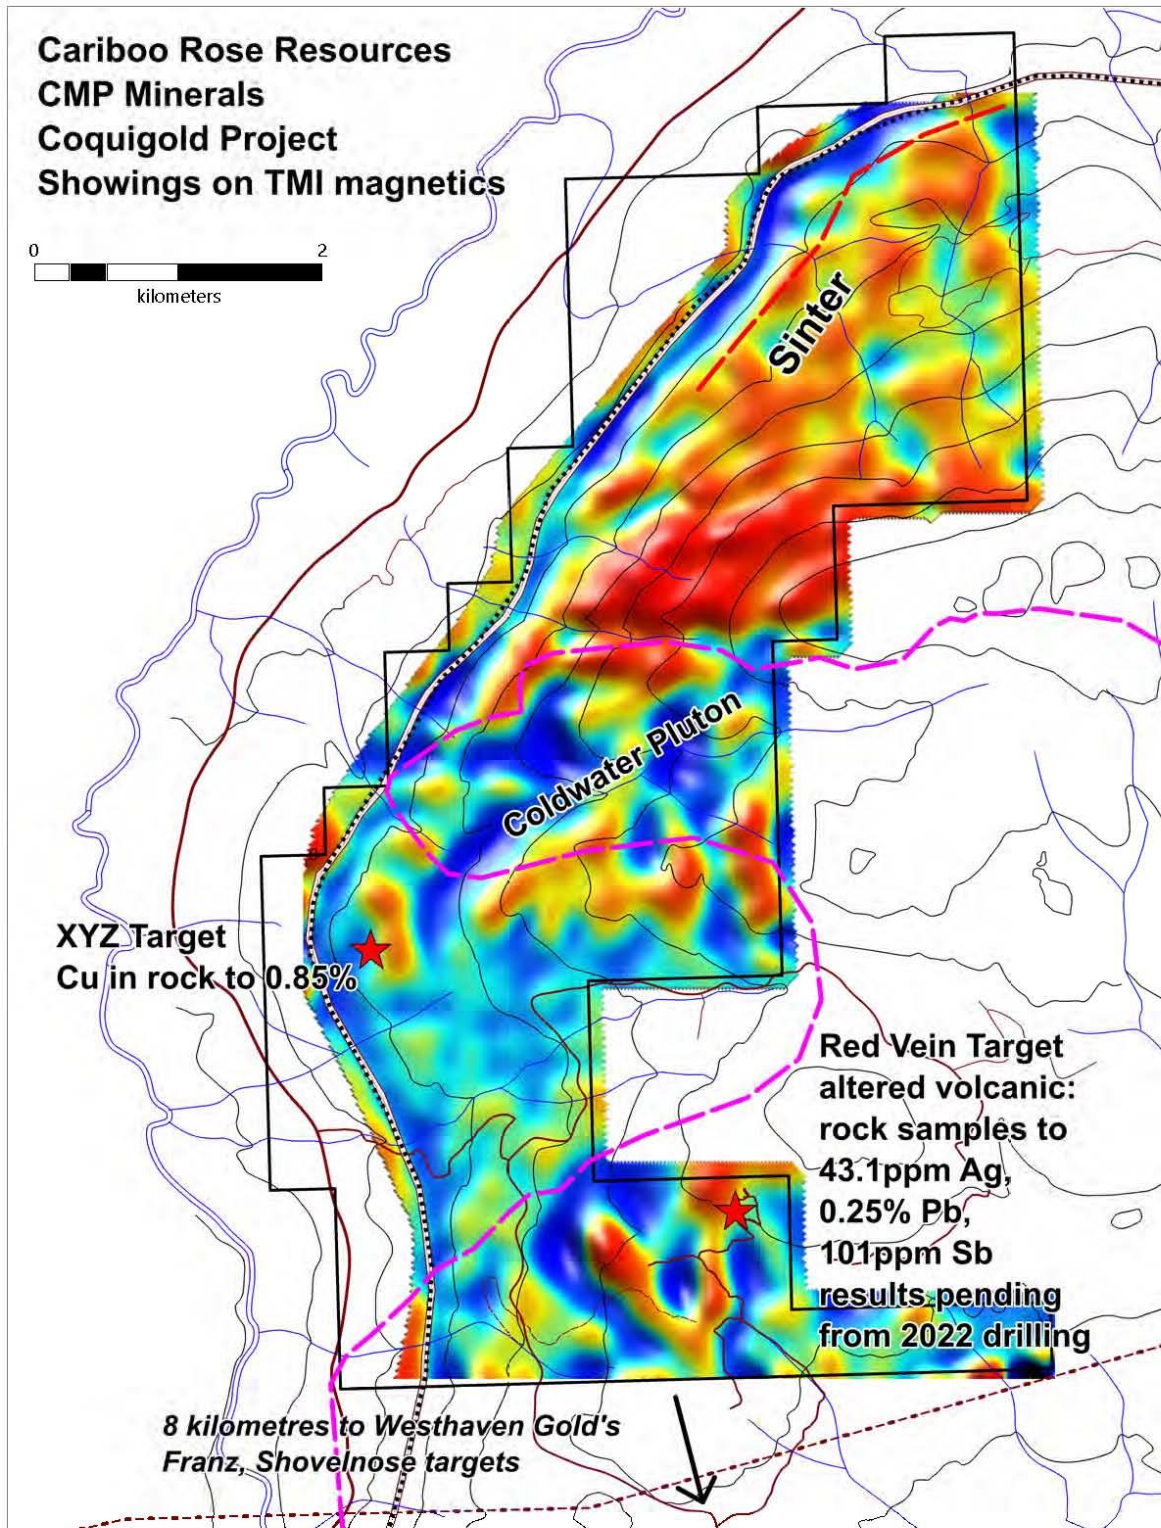 Cariboo Rose Resources
CMP Minerals
Coquigold Project
Showings on TMI magnetics
0 2
kilometers
Sinter
Coldwater Pluton
XYZ Target
Cu in rock to 0.85%
Red Vein Target
altered volcanic:
rock samples to
43.1ppm Ag,
0.25% Pb,
101ppm Sb
results pending
from 2022 drilling
8 kilometres to Westhaven Gold's
Franz, Shovelnose targets